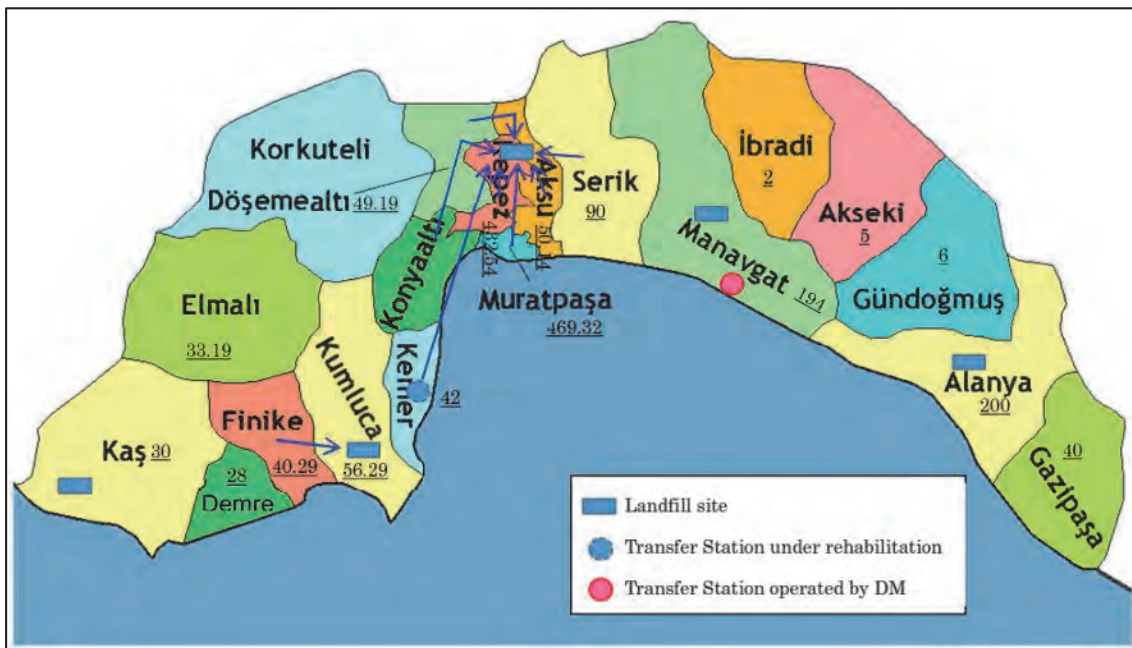 Korkuteli
Döşemealtı 49.19
Kepez
Aksu
50.14
Serik
90
İbradi
2
Akseki
5
6
Gündoğmuş
Manavgat
194
Konyaaltı
Muratpaşa
469.32
Elmalı
33.19
Kumluca
56.29
Kemer
42
Finike
40.29
Kaş 30
28
Demre
Alanya
200
40
Gazipaşa
Landfill site
Transfer Station under rehabilitation
Transfer Station operated by DM